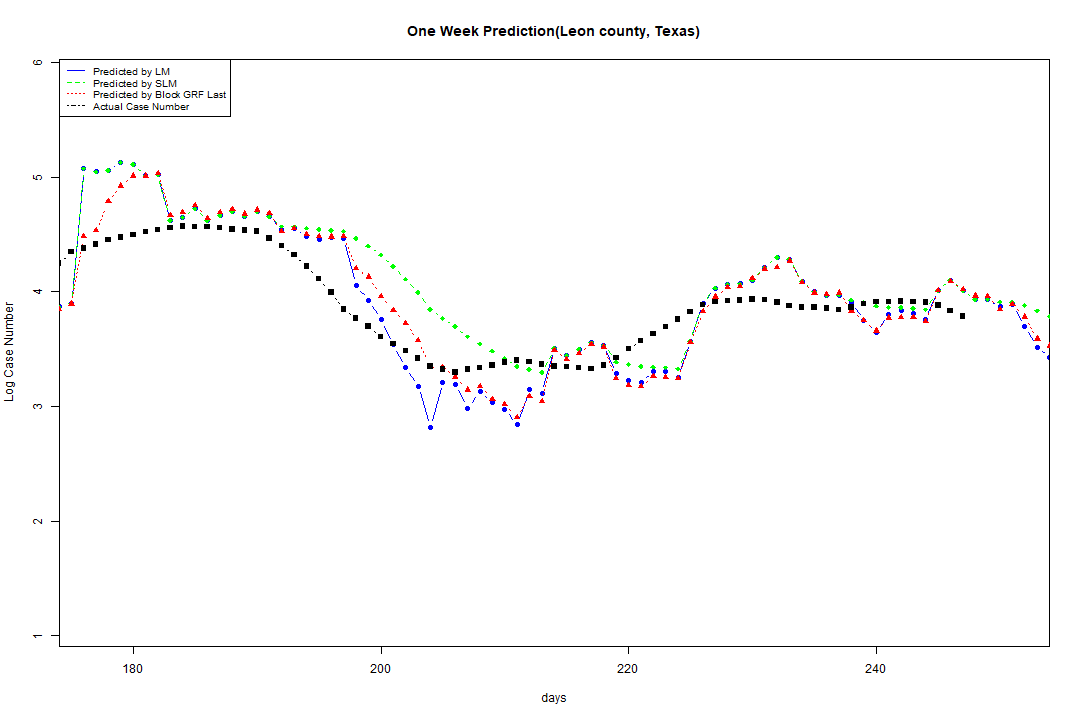 One Week Prediction(Leon county, Texas)
6
Predicted by LM
Predicted by SLM
Predicted by Block GRF Last
Actual Case Number
5
4
3
2
1
Log Case Number
180
200
220
240
days